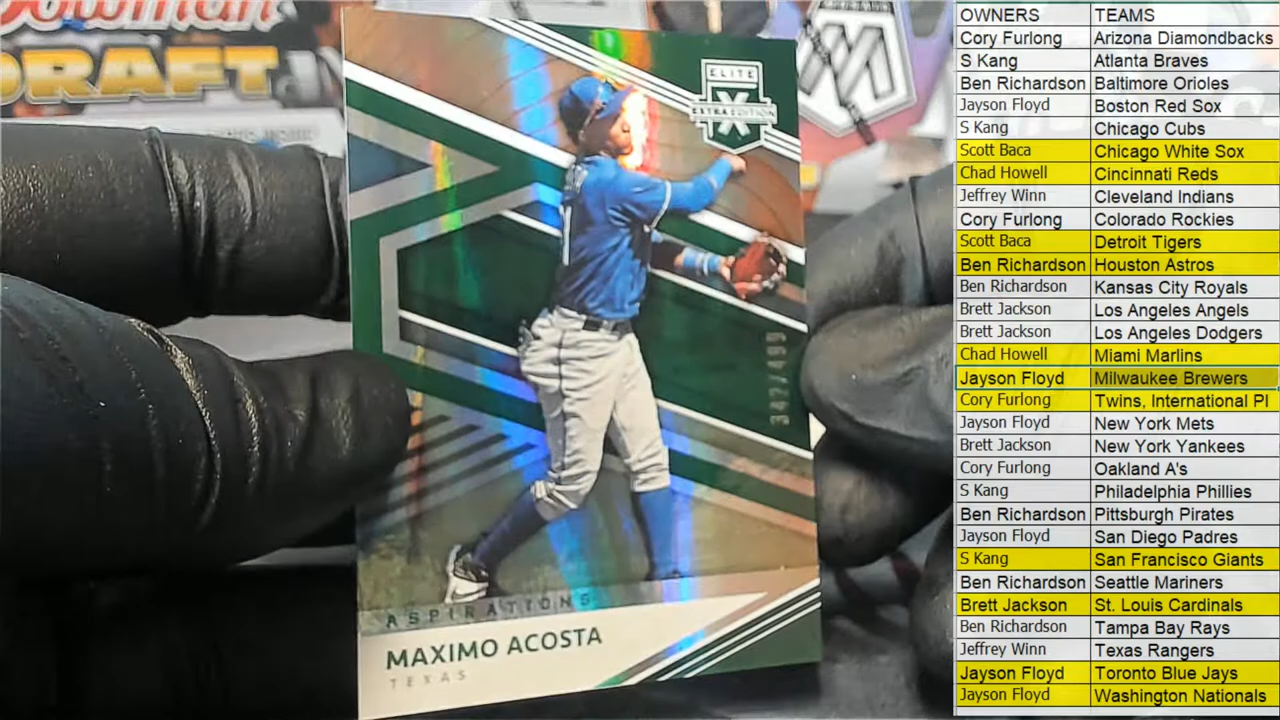 Bowman
DRAFT
ELITE
X
EXTRA EDITION
342/499
ASPIRATIONS
MAXIMO ACOSTA
TEXAS
OWNERS TEAMS
Cory Furlong Arizona Diamondbacks
S Kang Atlanta Braves
Ben Richardson Baltimore Orioles
Jayson Floyd Boston Red Sox
S Kang Chicago Cubs
Scott Baca Chicago White Sox
Chad Howell Cincinnati Reds
Jeffrey Winn Cleveland Indians
Cory Furlong Colorado Rockies
Scott Baca Detroit Tigers
Ben Richardson Houston Astros
Ben Richardson Kansas City Royals
Brett Jackson Los Angeles Angels
Brett Jackson Los Angeles Dodgers
Chad Howell Miami Marlins
Jayson Floyd Milwaukee Brewers
Cory Furlong Twins, International Pl
Jayson Floyd New York Mets
Brett Jackson New York Yankees
Cory Furlong Oakland A's
S Kang Philadelphia Phillies
Ben Richardson Pittsburgh Pirates
Jayson Floyd San Diego Padres
S Kang San Francisco Giants
Ben Richardson Seattle Mariners
Brett Jackson St. Louis Cardinals
Ben Richardson Tampa Bay Rays
Jeffrey Winn Texas Rangers
Jayson Floyd Toronto Blue Jays
Jayson Floyd Washington Nationals